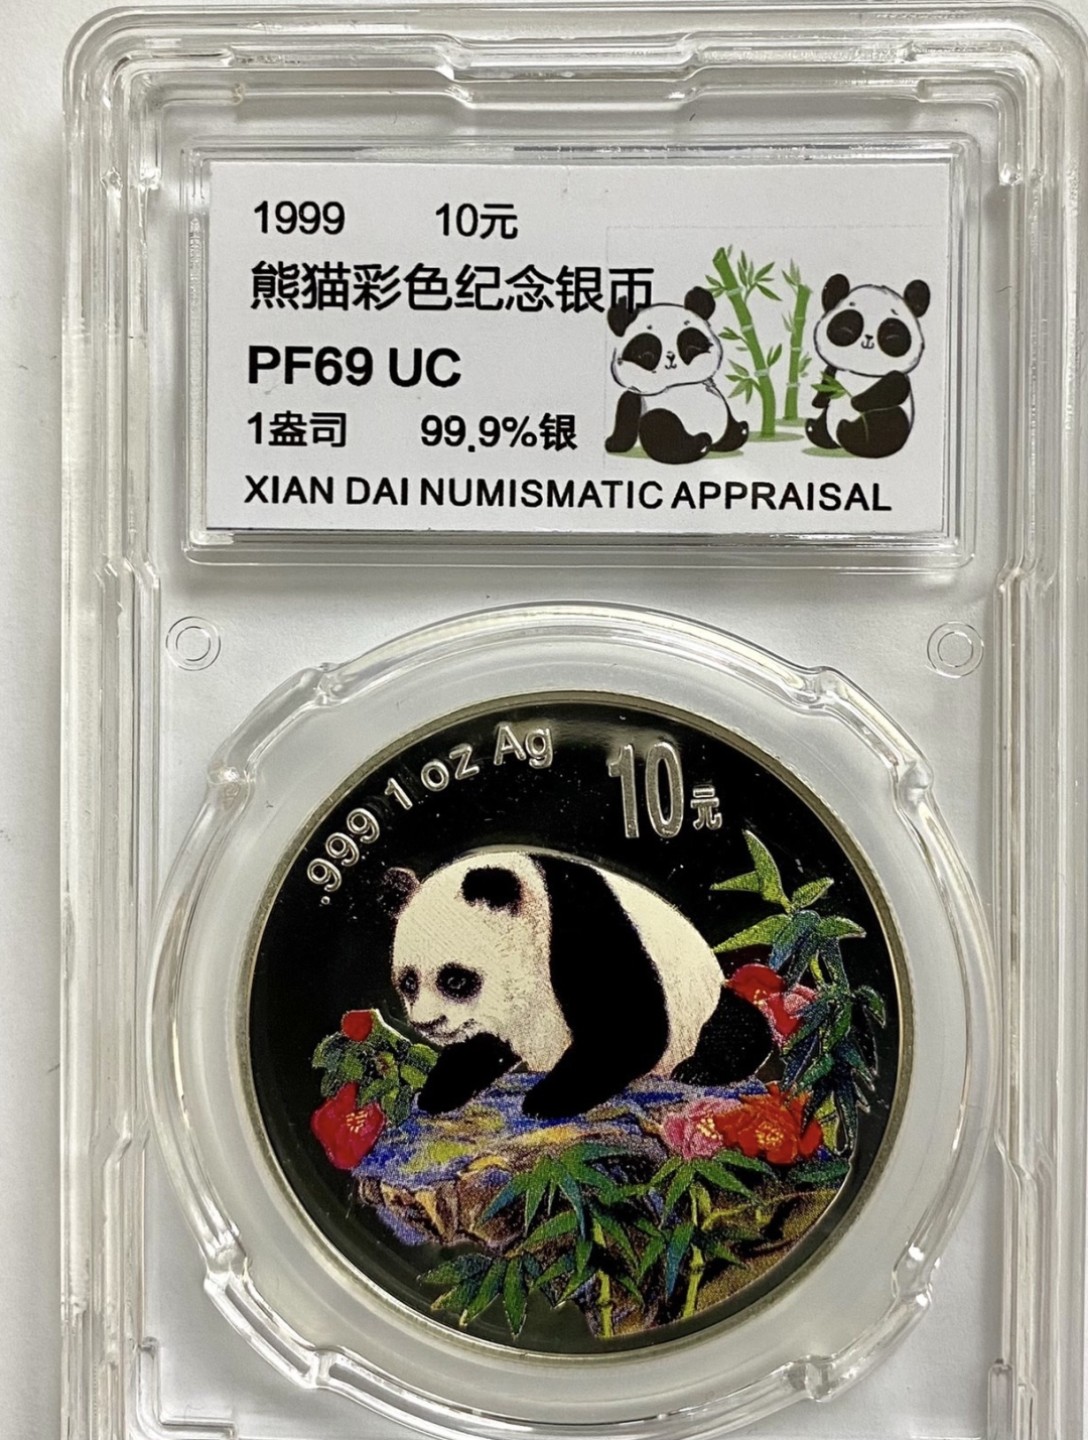 1999 10元
熊猫彩色纪念银币
PF69 UC
1盎司 99.9%银
XIAN DAI NUMISMATIC APPRAISAL
.999 1 oz Ag 10元